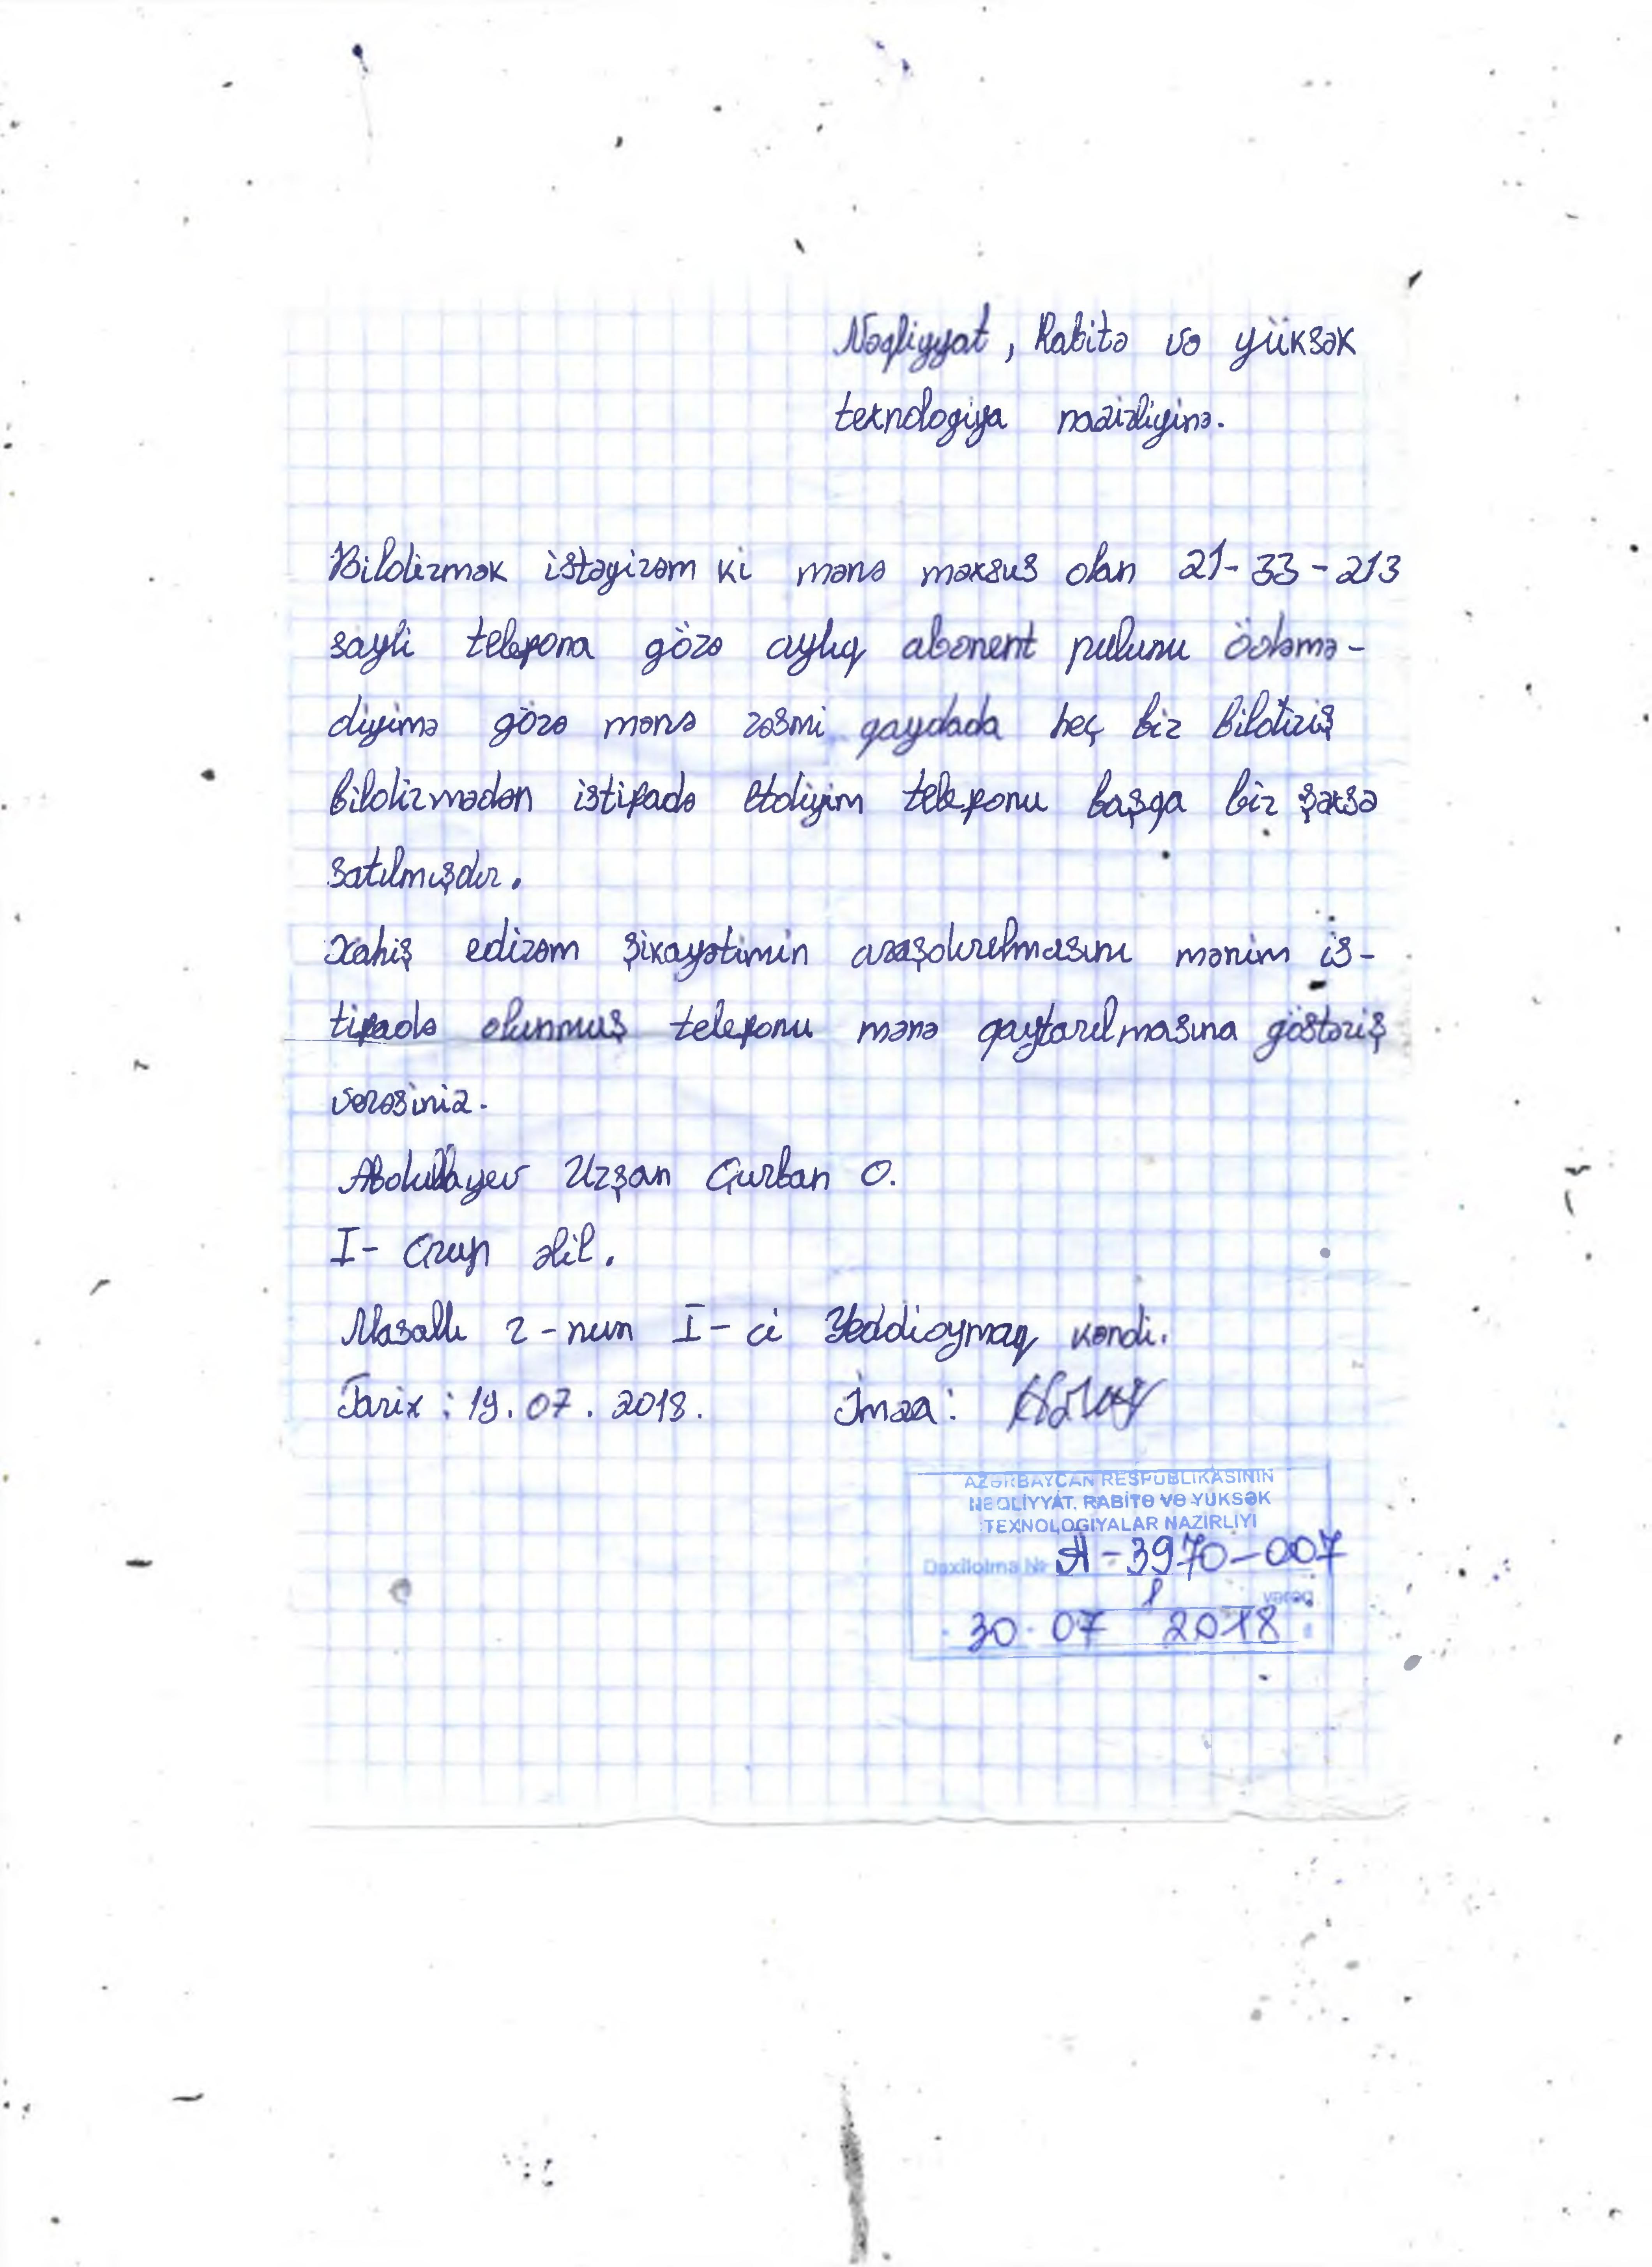 Nəqliyyat, Rabitə və yüksək
texnologiya nazirliyinə.
Bildirmək istəyirəm ki mənə məxsus olan 21-33-213
sayli telefona görə aylıq abonent pulunu ödəmə-
diyimə görə mənə rəsmi qaydada heç bir bildiriş
bildirmədən istifadə etdiyim telefonu başqa bir şəxsə
satılmışdır.
Xahiş edirəm şikayətimin araşdırılmasını mənim is-
tifadə olunmuş telefonu mənə qaytarılmasına göstəriş
verəsiniz.
Abdullayev Urşan Qurban O.
I- Qrup əlil.
Masallı r-nun I-ci Yeddioymaq kəndi.
Tarix: 19.07.2018. İmza:
AZƏRBAYCAN RESPUBLİKASININ
NƏQLİYYAT, RABİTƏ VƏ YÜKSƏK
TEXNOLOGİYALAR NAZİRLİYİ
Daxilolma № A-3970-007
1 vərəq
30 07 2018